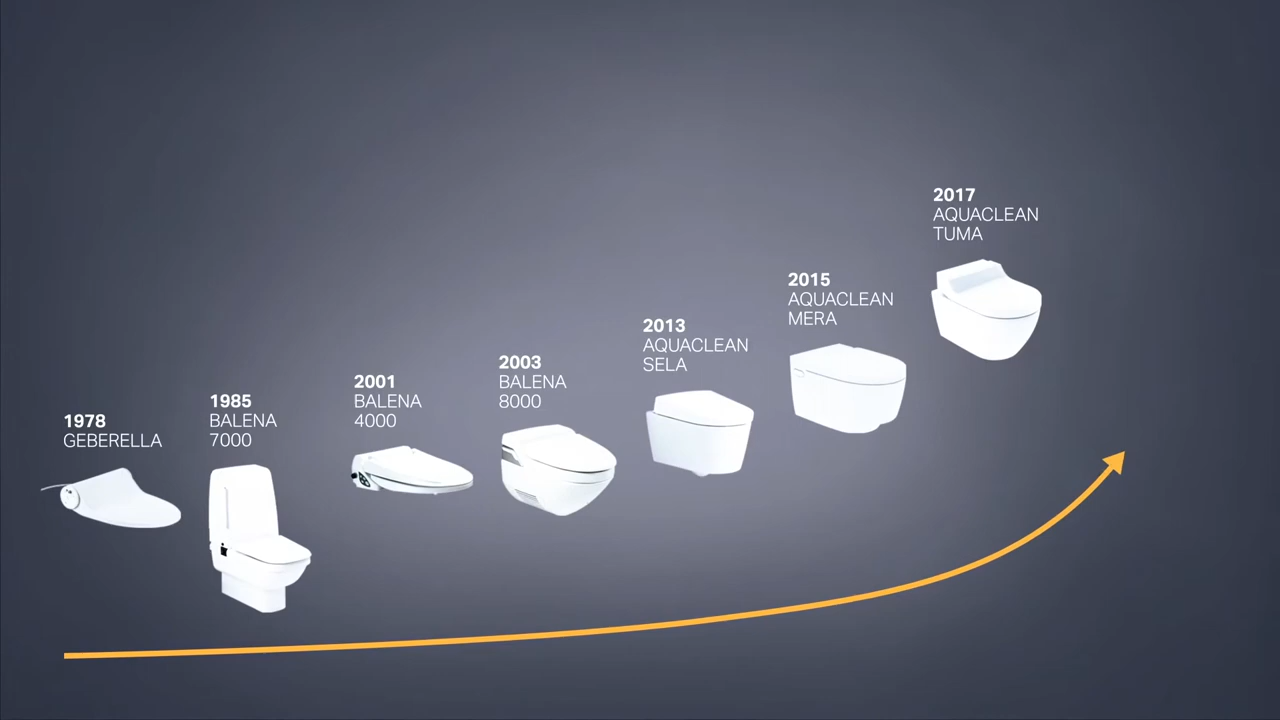 1978
GEBERELLA
1985
BALENA
7000
2001
BALENA
4000
2003
BALENA
8000
2013
AQUACLEAN
SELA
2015
AQUACLEAN
MERA
2017
AQUACLEAN
TUMA